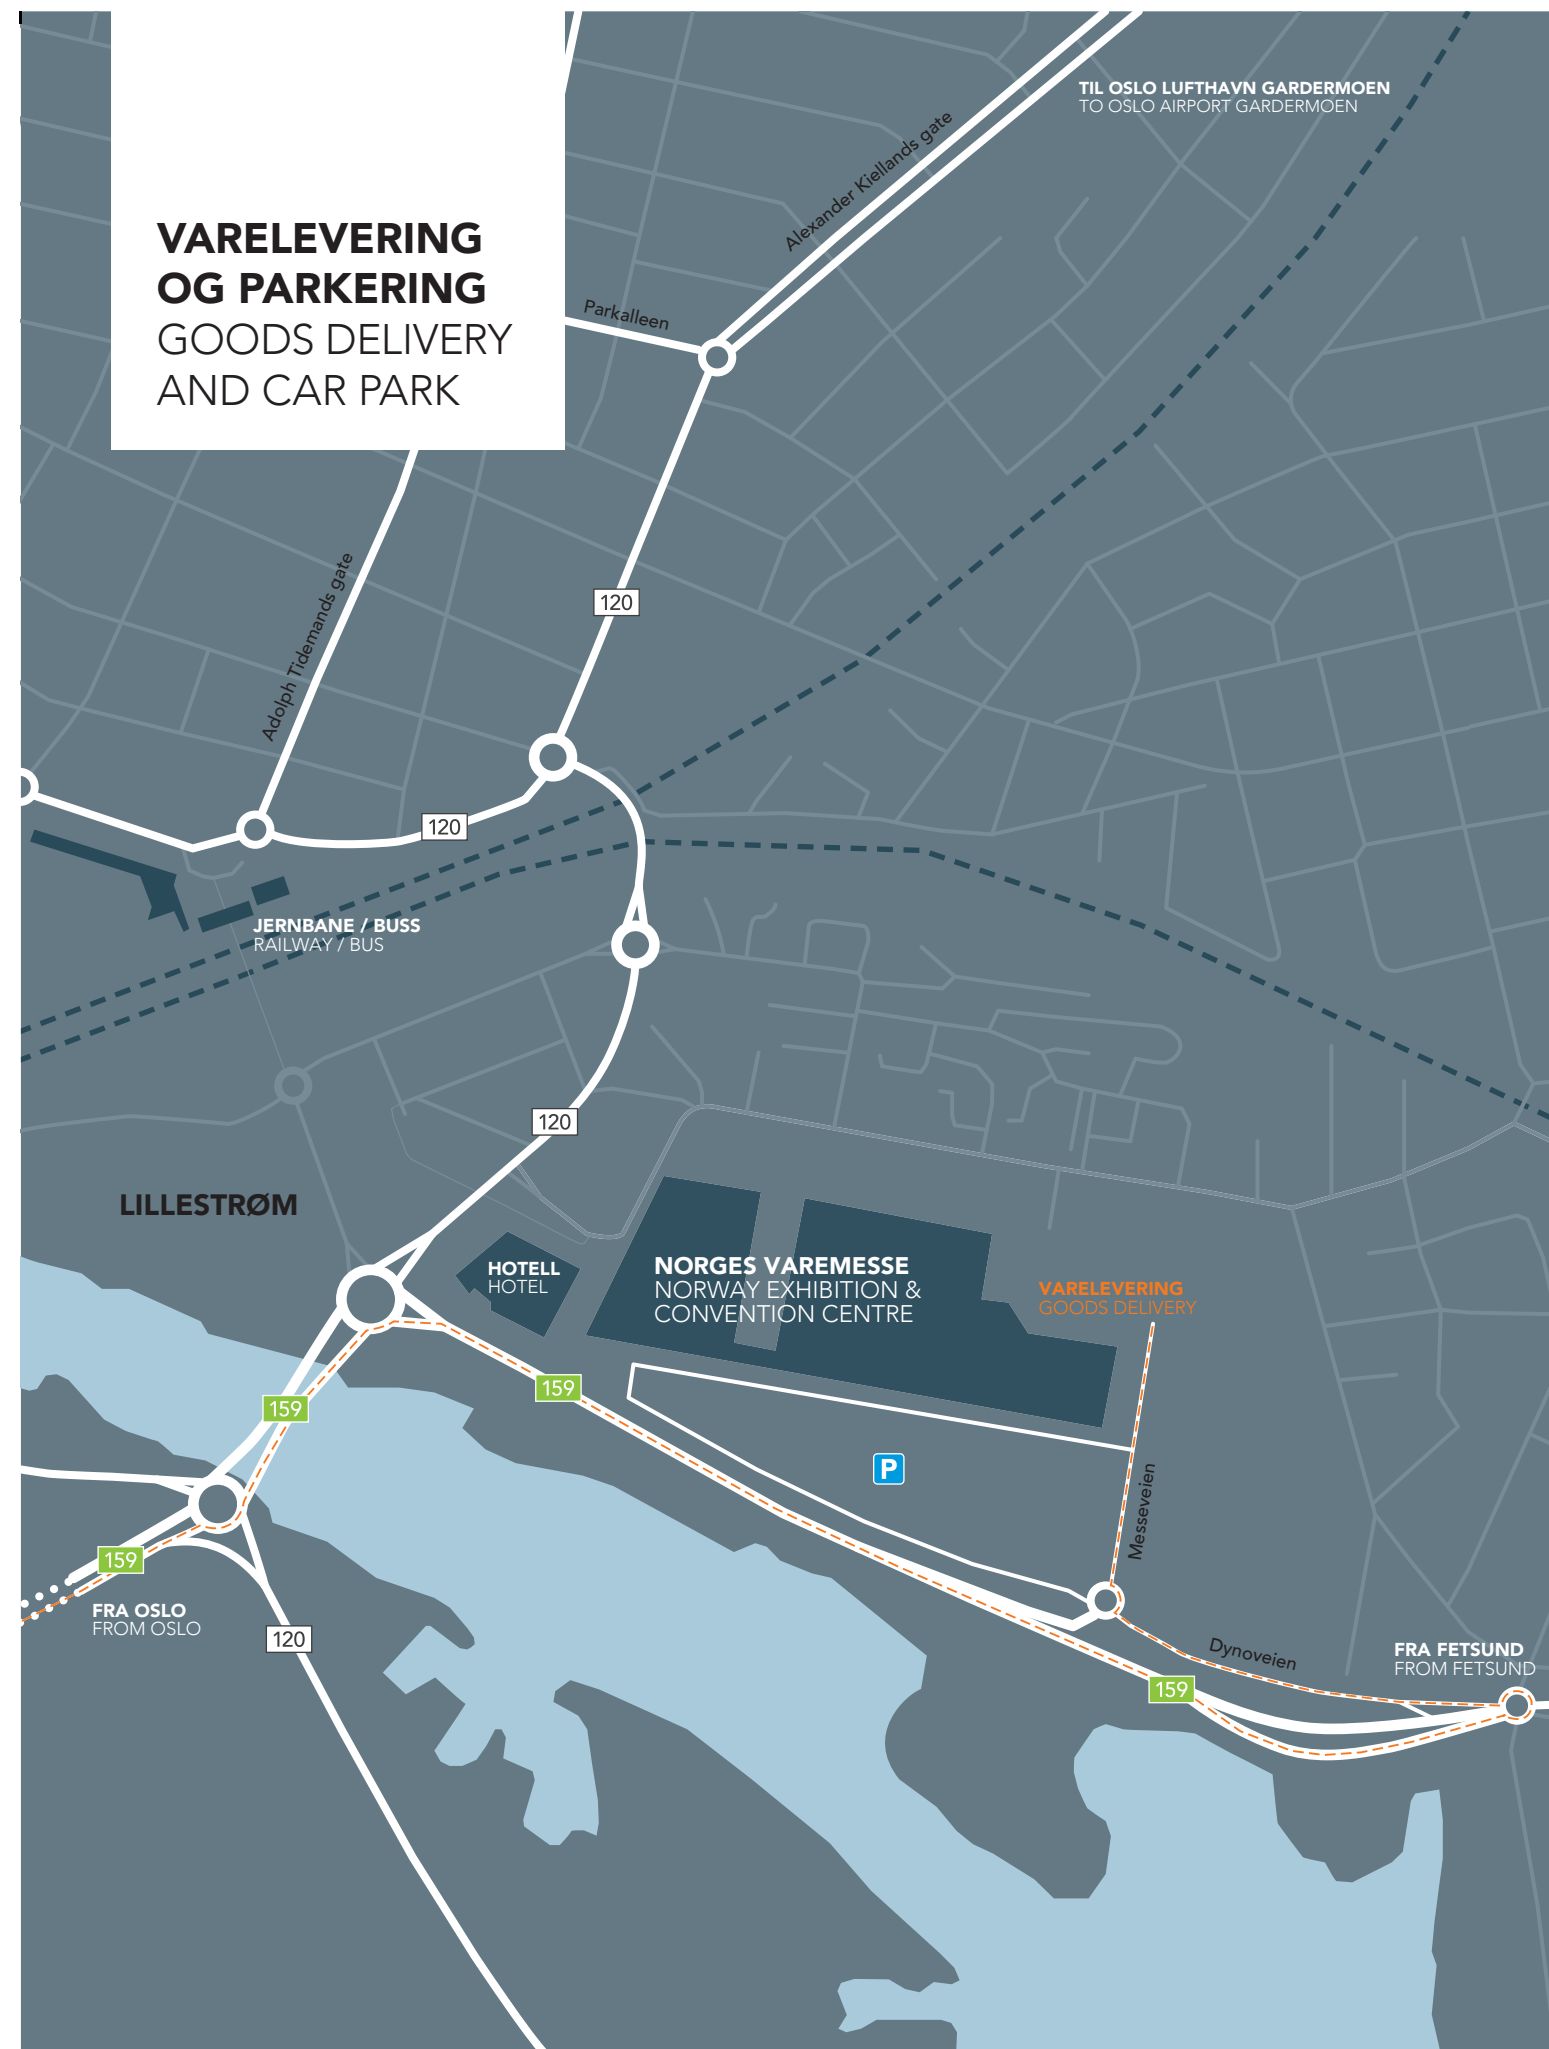 TIL OSLO LUFTHAVN GARDERMOEN
TO OSLO AIRPORT GARDERMOEN
Alexander Kiellands gate
VARELEVERING
OG PARKERING
GOODS DELIVERY
AND CAR PARK
Parkalleen
120
Adolph Tidemands gate
120
JERNBANE / BUSS
RAILWAY / BUS
120
LILLESTRØM
HOTELL
HOTEL
NORGES VAREMESSE
NORWAY EXHIBITION &
CONVENTION CENTRE
VARELEVERING
GOODS DELIVERY
159
159
P
Messeveien
159
FRA OSLO
FROM OSLO
120
Dynoveien
FRA FETSUND
FROM FETSUND
159